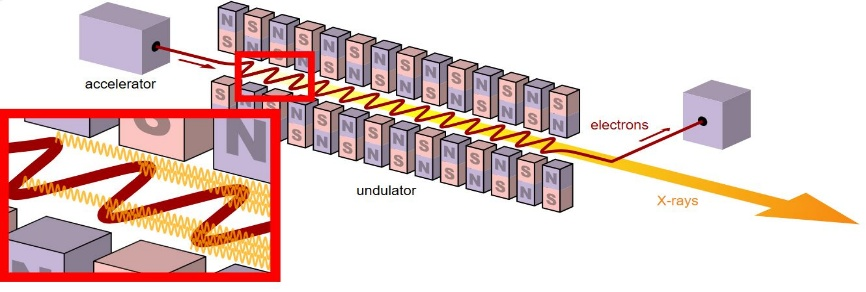 N S N S N S N S N S N S N S
S N S N S N S N S N S N S N
accelerator
electrons
undulator
X-rays
S N
N